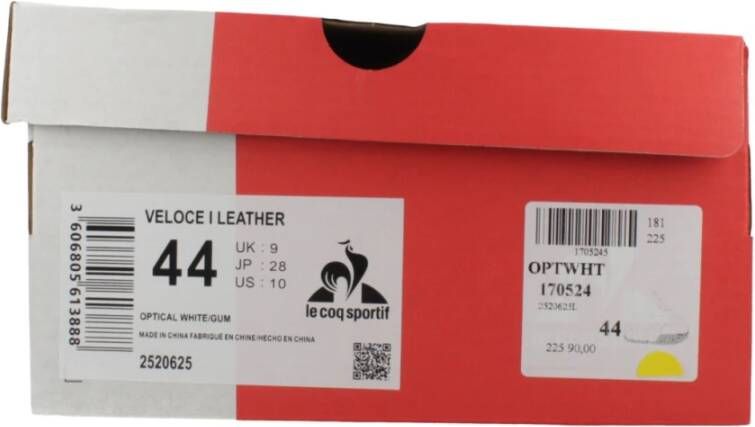 VELOCE I LEATHER
44
UK : 9
JP : 28
US : 10
le coq sportif
OPTICAL WHITE/GUM
MADE IN CHINA FABRIQUÉ EN CHINE/HECHO EN CHINA
2520625
3 606805 613888
181
225
1705245
OPTWHT
170524
2520625L
44
225 90,00